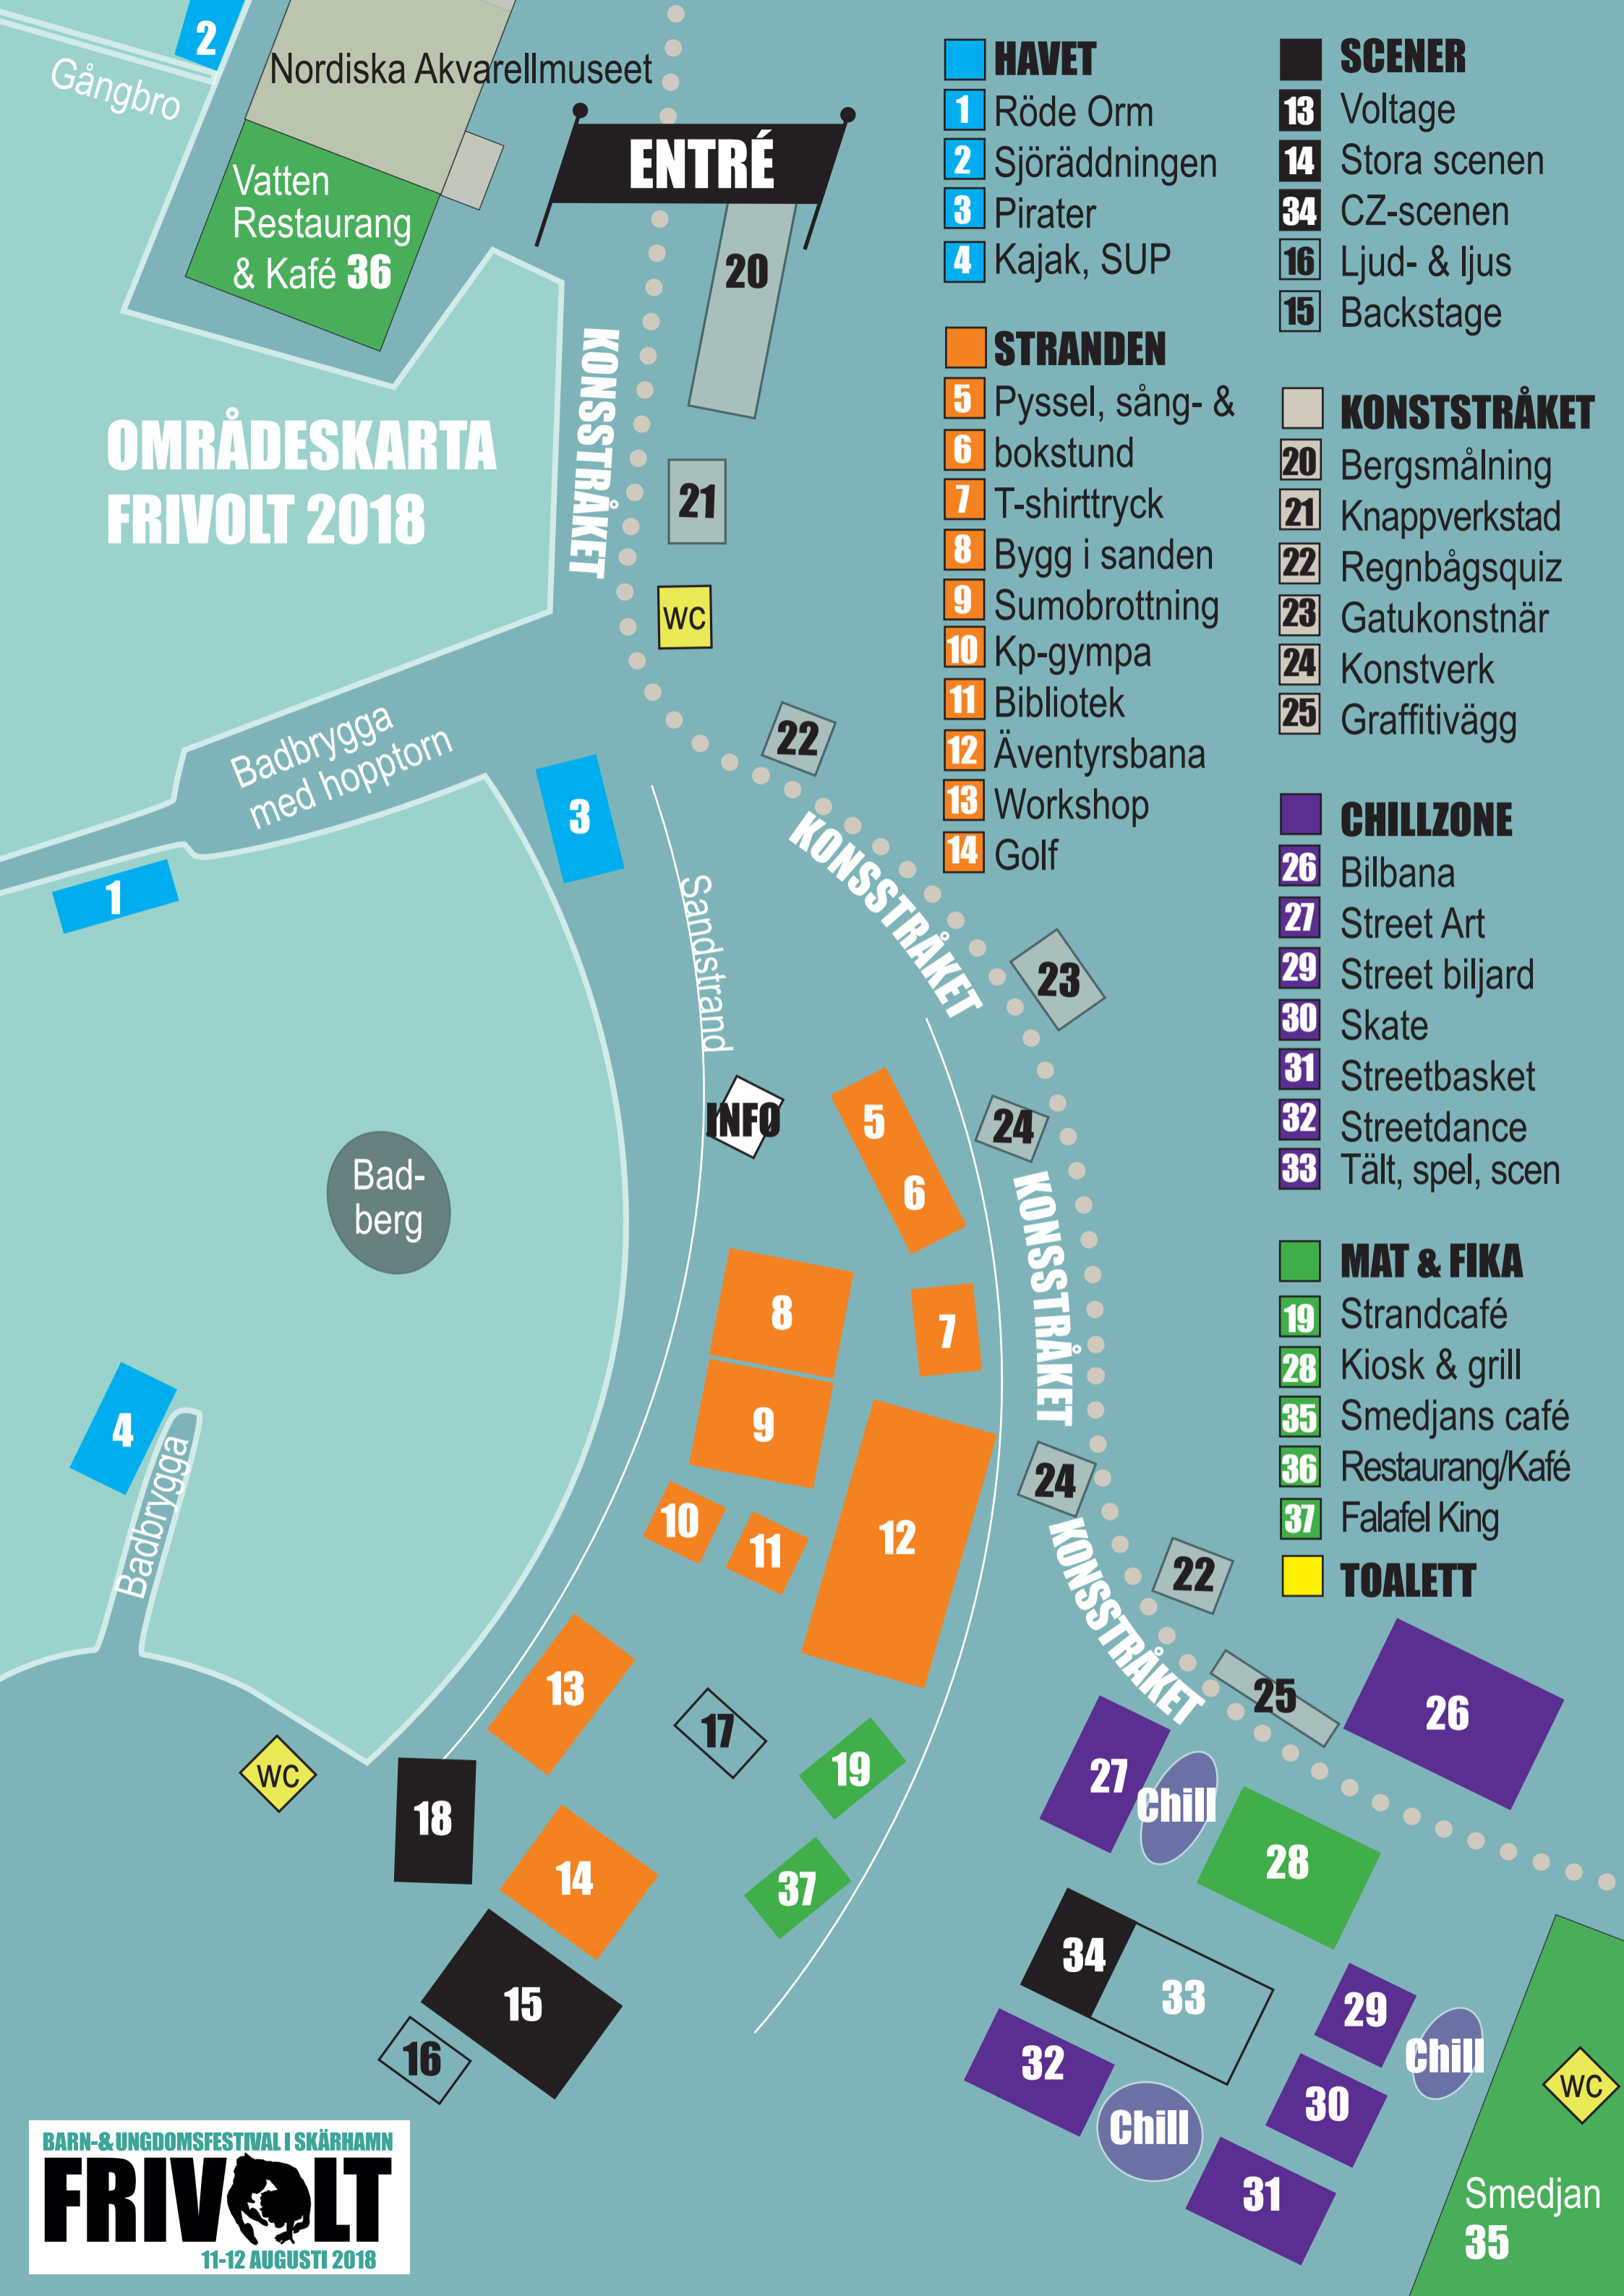 2
Gångbro
Nordiska Akvarellmuseet
ENTRÉ
Vatten
Restaurang
& Kafé 36
20
KONSSTRÅKET
OMRÅDESKARTA
FRIVOLT 2018
21
WC
22
Badbrygga
med hopptorn
3
1
KONSSTRÅKET
Sandstrand
23
INFO
5
6
24
Bad-
berg
KONSSTRÅKET
8
7
9
4
Badbrygga
24
10
11
12
KONSSTRÅKET
22
13
17
25
26
WC
18
19
27
Chill
28
14
37
15
34
33
29
16
32
Chill
30
Chill
WC
31
Smedjan
35
HAVET
1 Röde Orm
2 Sjöräddningen
3 Pirater
4 Kajak, SUP
STRANDEN
5 Pyssel, sång- &
6 bokstund
7 T-shirttryck
8 Bygg i sanden
9 Sumobrottning
10 Kp-gympa
11 Bibliotek
12 Äventyrsbana
13 Workshop
14 Golf
SCENER
13 Voltage
14 Stora scenen
34 CZ-scenen
16 Ljud- & ljus
15 Backstage
KONSTSTRÅKET
20 Bergsmålning
21 Knappverkstad
22 Regnbågsquiz
23 Gatukonstnär
24 Konstverk
25 Graffitivägg
CHILLZONE
26 Bilbana
27 Street Art
29 Street biljard
30 Skate
31 Streetbasket
32 Streetdance
33 Tält, spel, scen
MAT & FIKA
19 Strandcafé
28 Kiosk & grill
35 Smedjans café
36 Restaurang/Kafé
37 Falafel King
TOALETT
BARN-& UNGDOMSFESTIVAL I SKÄRHAMN
FRIVOLT
11-12 AUGUSTI 2018